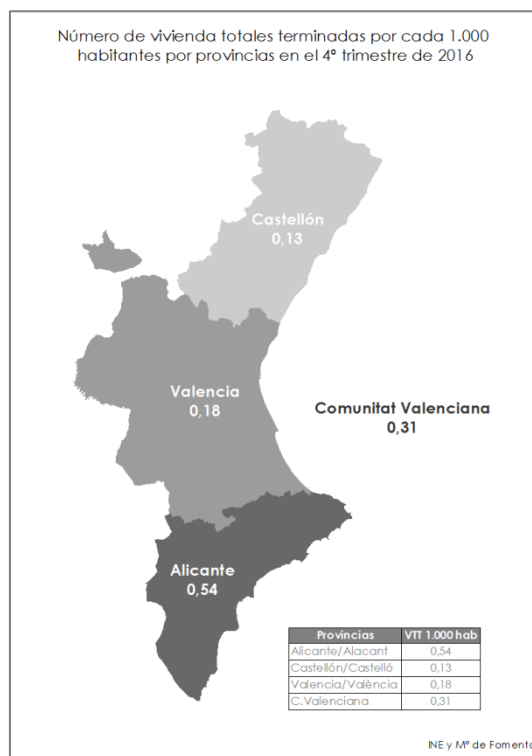 Número de vivienda totales terminadas por cada 1.000
habitantes por provincias en el 4º trimestre de 2016
Castellón
0,13
Valencia
0,18
Comunitat Valenciana
0,31
Alicante
0,54
Provincias VTT 1.000 hab
Alicante/Alacant 0,54
Castellón/Castelló 0,13
Valencia/València 0,18
C.Valenciana 0,31
INE y Mº de Fomento